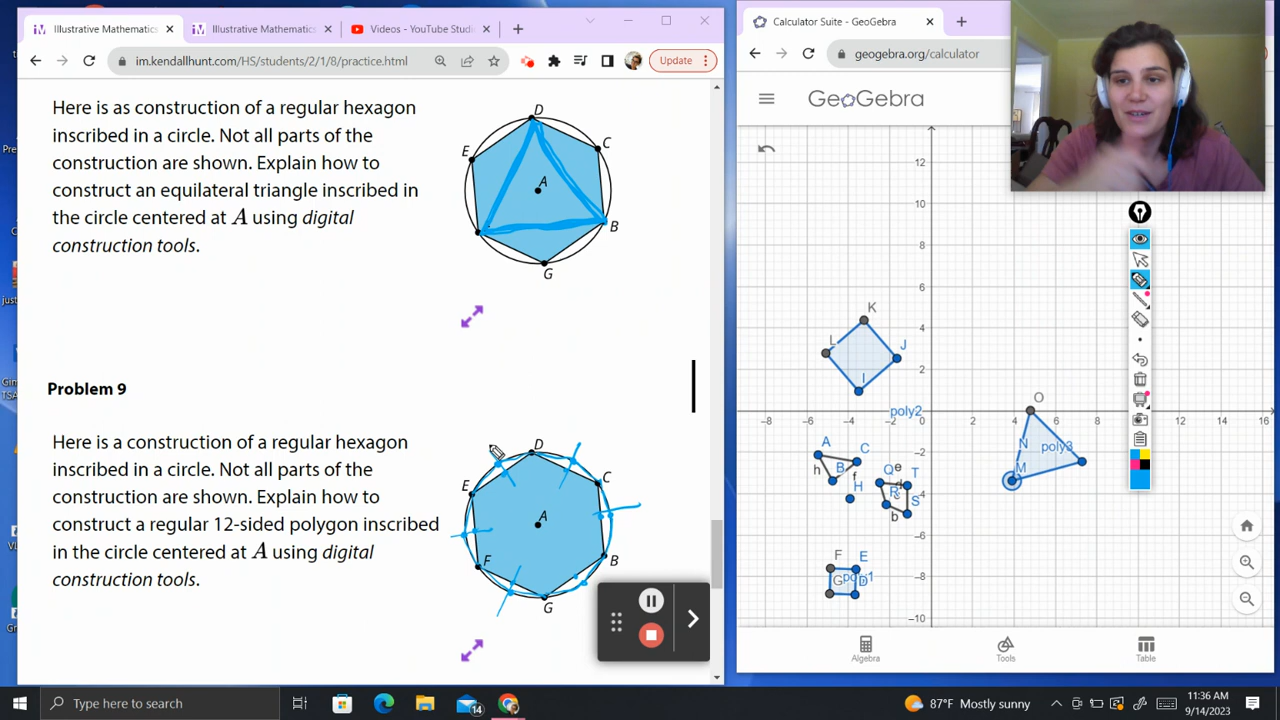 Illustrative Mathematics
Illustrative Mathematics
Videos - YouTube Studi
Calculator Suite - GeoGebra
im.kendallhunt.com/HS/students/2/1/8/practice.html
Update
geogebra.org/calculator
Here is as construction of a regular hexagon
inscribed in a circle. Not all parts of the
construction are shown. Explain how to
construct an equilateral triangle inscribed in
the circle centered at A using digital
construction tools.
D
E
C
A
B
G
Problem 9
Here is a construction of a regular hexagon
inscribed in a circle. Not all parts of the
construction are shown. Explain how to
construct a regular 12-sided polygon inscribed
in the circle centered at A using digital
construction tools.
D
E
C
A
F
B
G
GeoGebra
12
10
8
6
4
2
0
−2
−4
−6
−8
−10
−8
−6
−4
−2
2
4
6
8
12
14
16
K
L
J
I
poly2
O
N
poly3
M
A
C
B
h
f
H
Q
e
T
R
S
b
F
E
G
D
Algebra
Tools
Table
Type here to search
14
87°F Mostly sunny
11:36 AM
9/14/2023